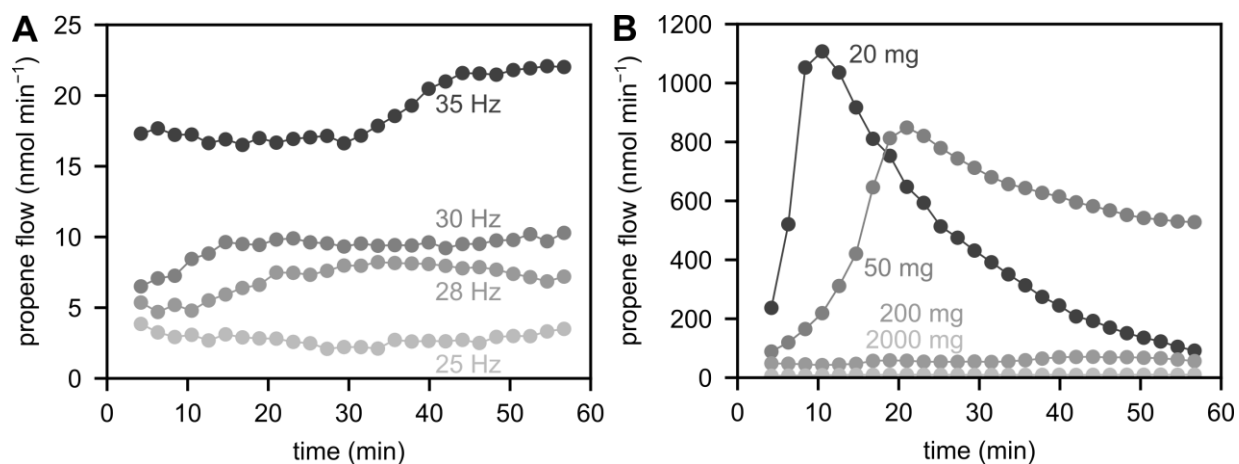 A
propene flow (nmol min⁻¹)
25
20
15
10
5
0
35 Hz
30 Hz
28 Hz
25 Hz
0 10 20 30 40 50 60
time (min)
B
propene flow (nmol min⁻¹)
1200
1000
800
600
400
200
0
20 mg
50 mg
200 mg
2000 mg
0 10 20 30 40 50 60
time (min)